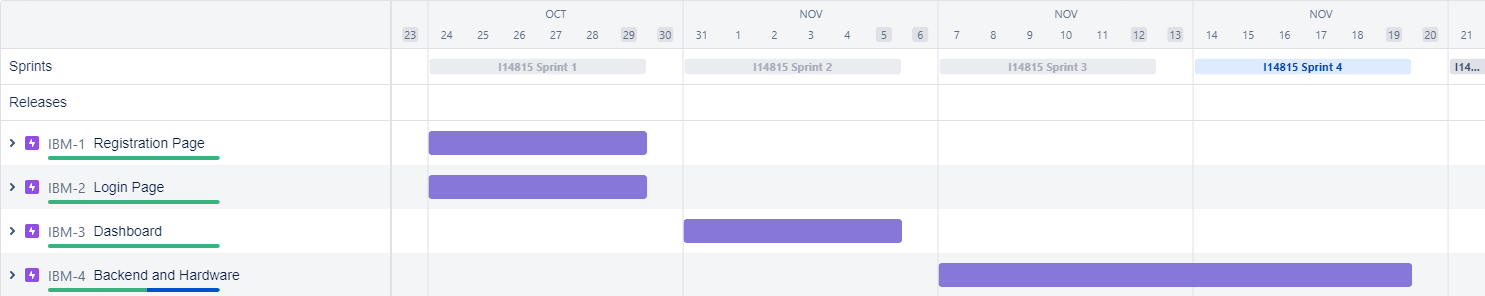 OCT NOV NOV NOV
23 24 25 26 27 28 29 30 31 1 2 3 4 5 6 7 8 9 10 11 12 13 14 15 16 17 18 19 20 21
Sprints I14815 Sprint 1 I14815 Sprint 2 I14815 Sprint 3 I14815 Sprint 4 I14...
Releases
IBM-1 Registration Page
IBM-2 Login Page
IBM-3 Dashboard
IBM-4 Backend and Hardware